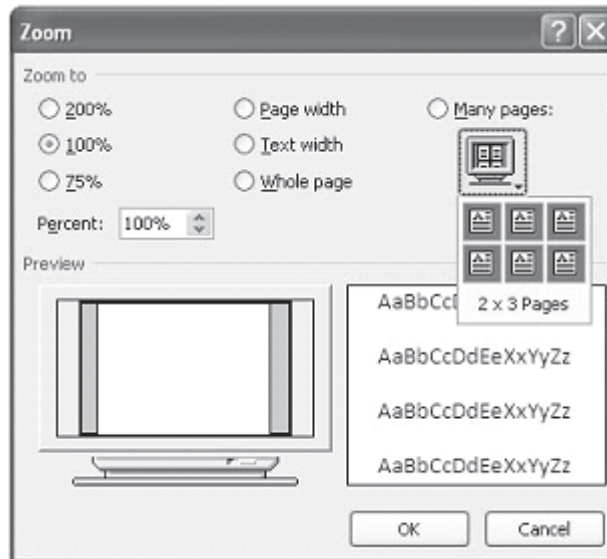 Zoom
Zoom to
200%
Page width
Many pages:
100%
Text width
75%
Whole page
Percent: 100%
2 x 3 Pages
Preview
AaBbCcD
AaBbCcDdEeXxYyZz
AaBbCcDdEeXxYyZz
AaBbCcDdEeXxYyZz
OK
Cancel